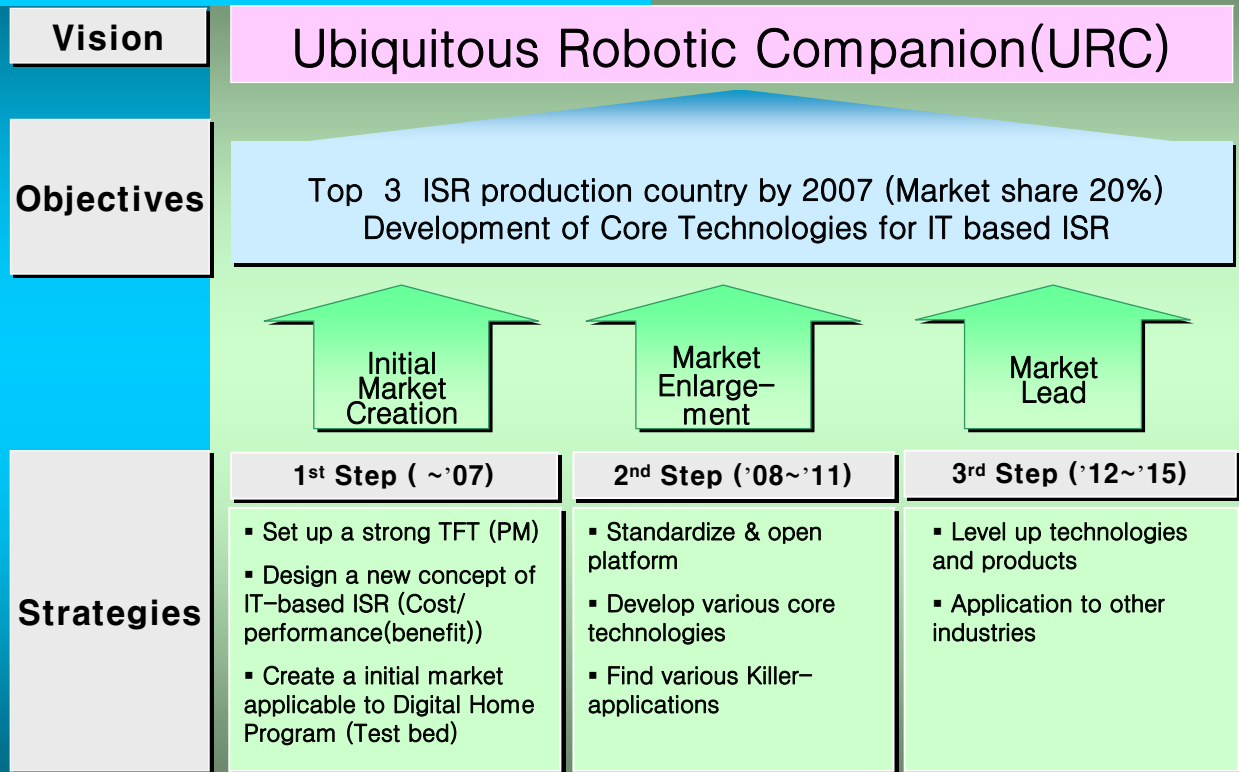 Vision
Ubiquitous Robotic Companion(URC)
Objectives
Top 3 ISR production country by 2007 (Market share 20%)
Development of Core Technologies for IT based ISR
Initial
Market
Creation
Market
Enlarge-
ment
Market
Lead
Strategies
1st Step ( ~'07)
▪ Set up a strong TFT (PM)
▪ Design a new concept of
IT-based ISR (Cost/
performance(benefit))
▪ Create a initial market
applicable to Digital Home
Program (Test bed)
2nd Step ('08~'11)
▪ Standardize & open
platform
▪ Develop various core
technologies
▪ Find various Killer-
applications
3rd Step ('12~'15)
▪ Level up technologies
and products
▪ Application to other
industries